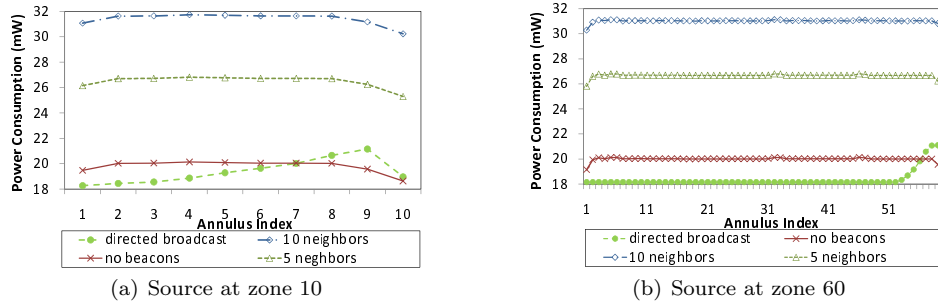 Power Consumption (mW)
32
30
28
26
24
22
20
18
1 2 3 4 5 6 7 8 9 10
Annulus Index
directed broadcast 10 neighbors
no beacons 5 neghbors
(a) Source at zone 10
Power Consumption (mW)
32
30
28
26
24
22
20
18
1 11 21 31 41 51
Annulus Index
directed broadcast no beacons
10 neighbors 5 neighbors
(b) Source at zone 60